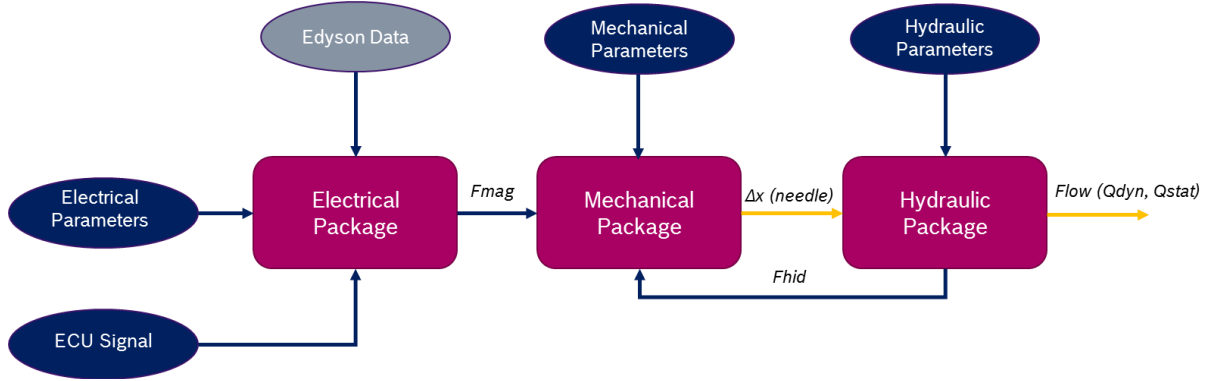 Edyson Data
Mechanical
Parameters
Hydraulic
Parameters
Electrical
Parameters
Electrical
Package
Fmag
Mechanical
Package
Δx (needle)
Hydraulic
Package
Flow (Qdyn, Qstat)
Fhid
ECU Signal